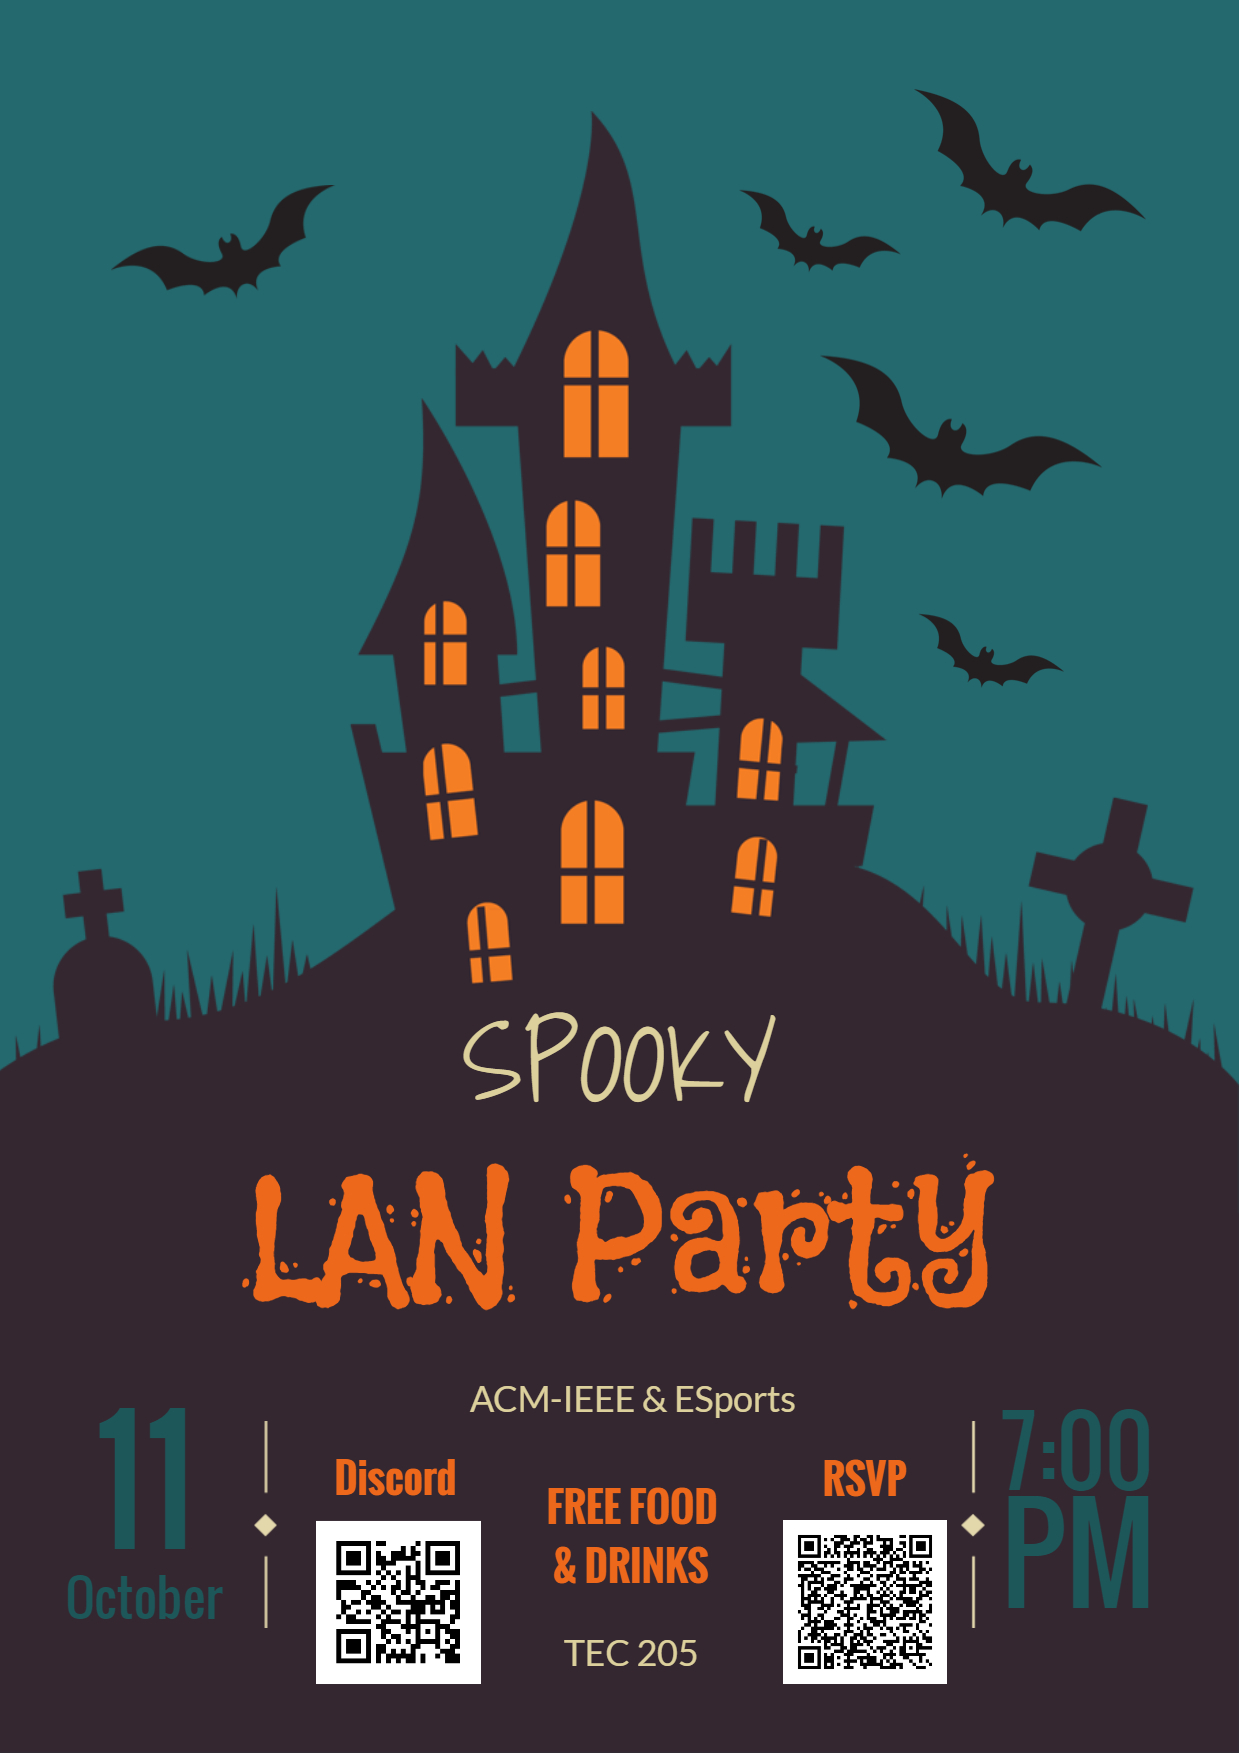 SPOOKY
LAN Party
ACM-IEEE & ESports
11
October
Discord
FREE FOOD
& DRINKS
TEC 205
RSVP
7:00
PM